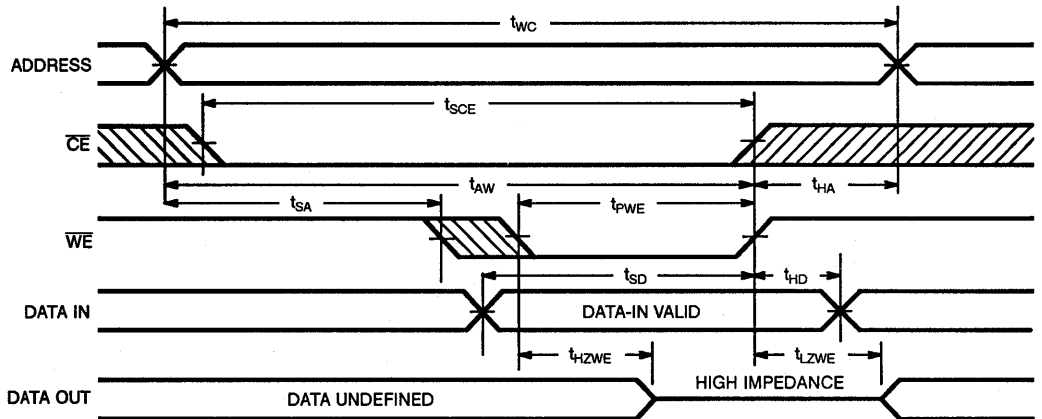 tWC
ADDRESS
tSCE
CE
tAW
tHA
tSA
tPWE
WE
tSD
tHD
DATA IN
DATA-IN VALID
tHZWE
tLZWE
HIGH IMPEDANCE
DATA OUT
DATA UNDEFINED